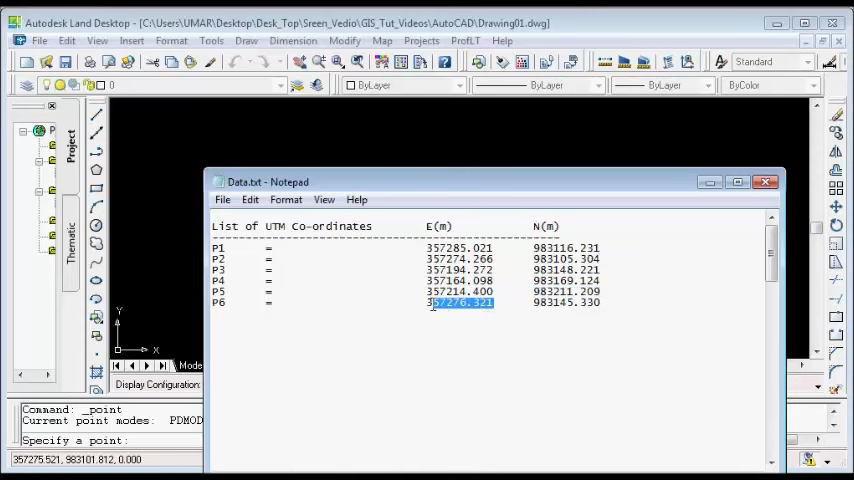 Autodesk Land Desktop - [C:\Users\UMAR\Desktop\Desk_Top\Sreen_Vedio\GIS_Tut_Videos\AutoCAD\Drawing01.dwg]
File Edit View Insert Format Tools Draw Dimension Modify Map Projects ProfLT Help
Standard
0 ByLayer ByLayer ByLayer ByColor
Project
Thematic
Data.txt - Notepad
File Edit Format View Help
List of UTM Co-ordinates E(m) N(m)
P1 = 357285.021 983116.231
P2 = 357274.266 983105.304
P3 = 357194.272 983148.221
P4 = 357164.098 983169.124
P5 = 357214.400 983211.209
P6 = 357276.321 983145.330
Y
X
Mode
Display Configuration:
Command: _point
Current point modes: PDMOD
Specify a point:
357275.521, 983101.812, 0.000